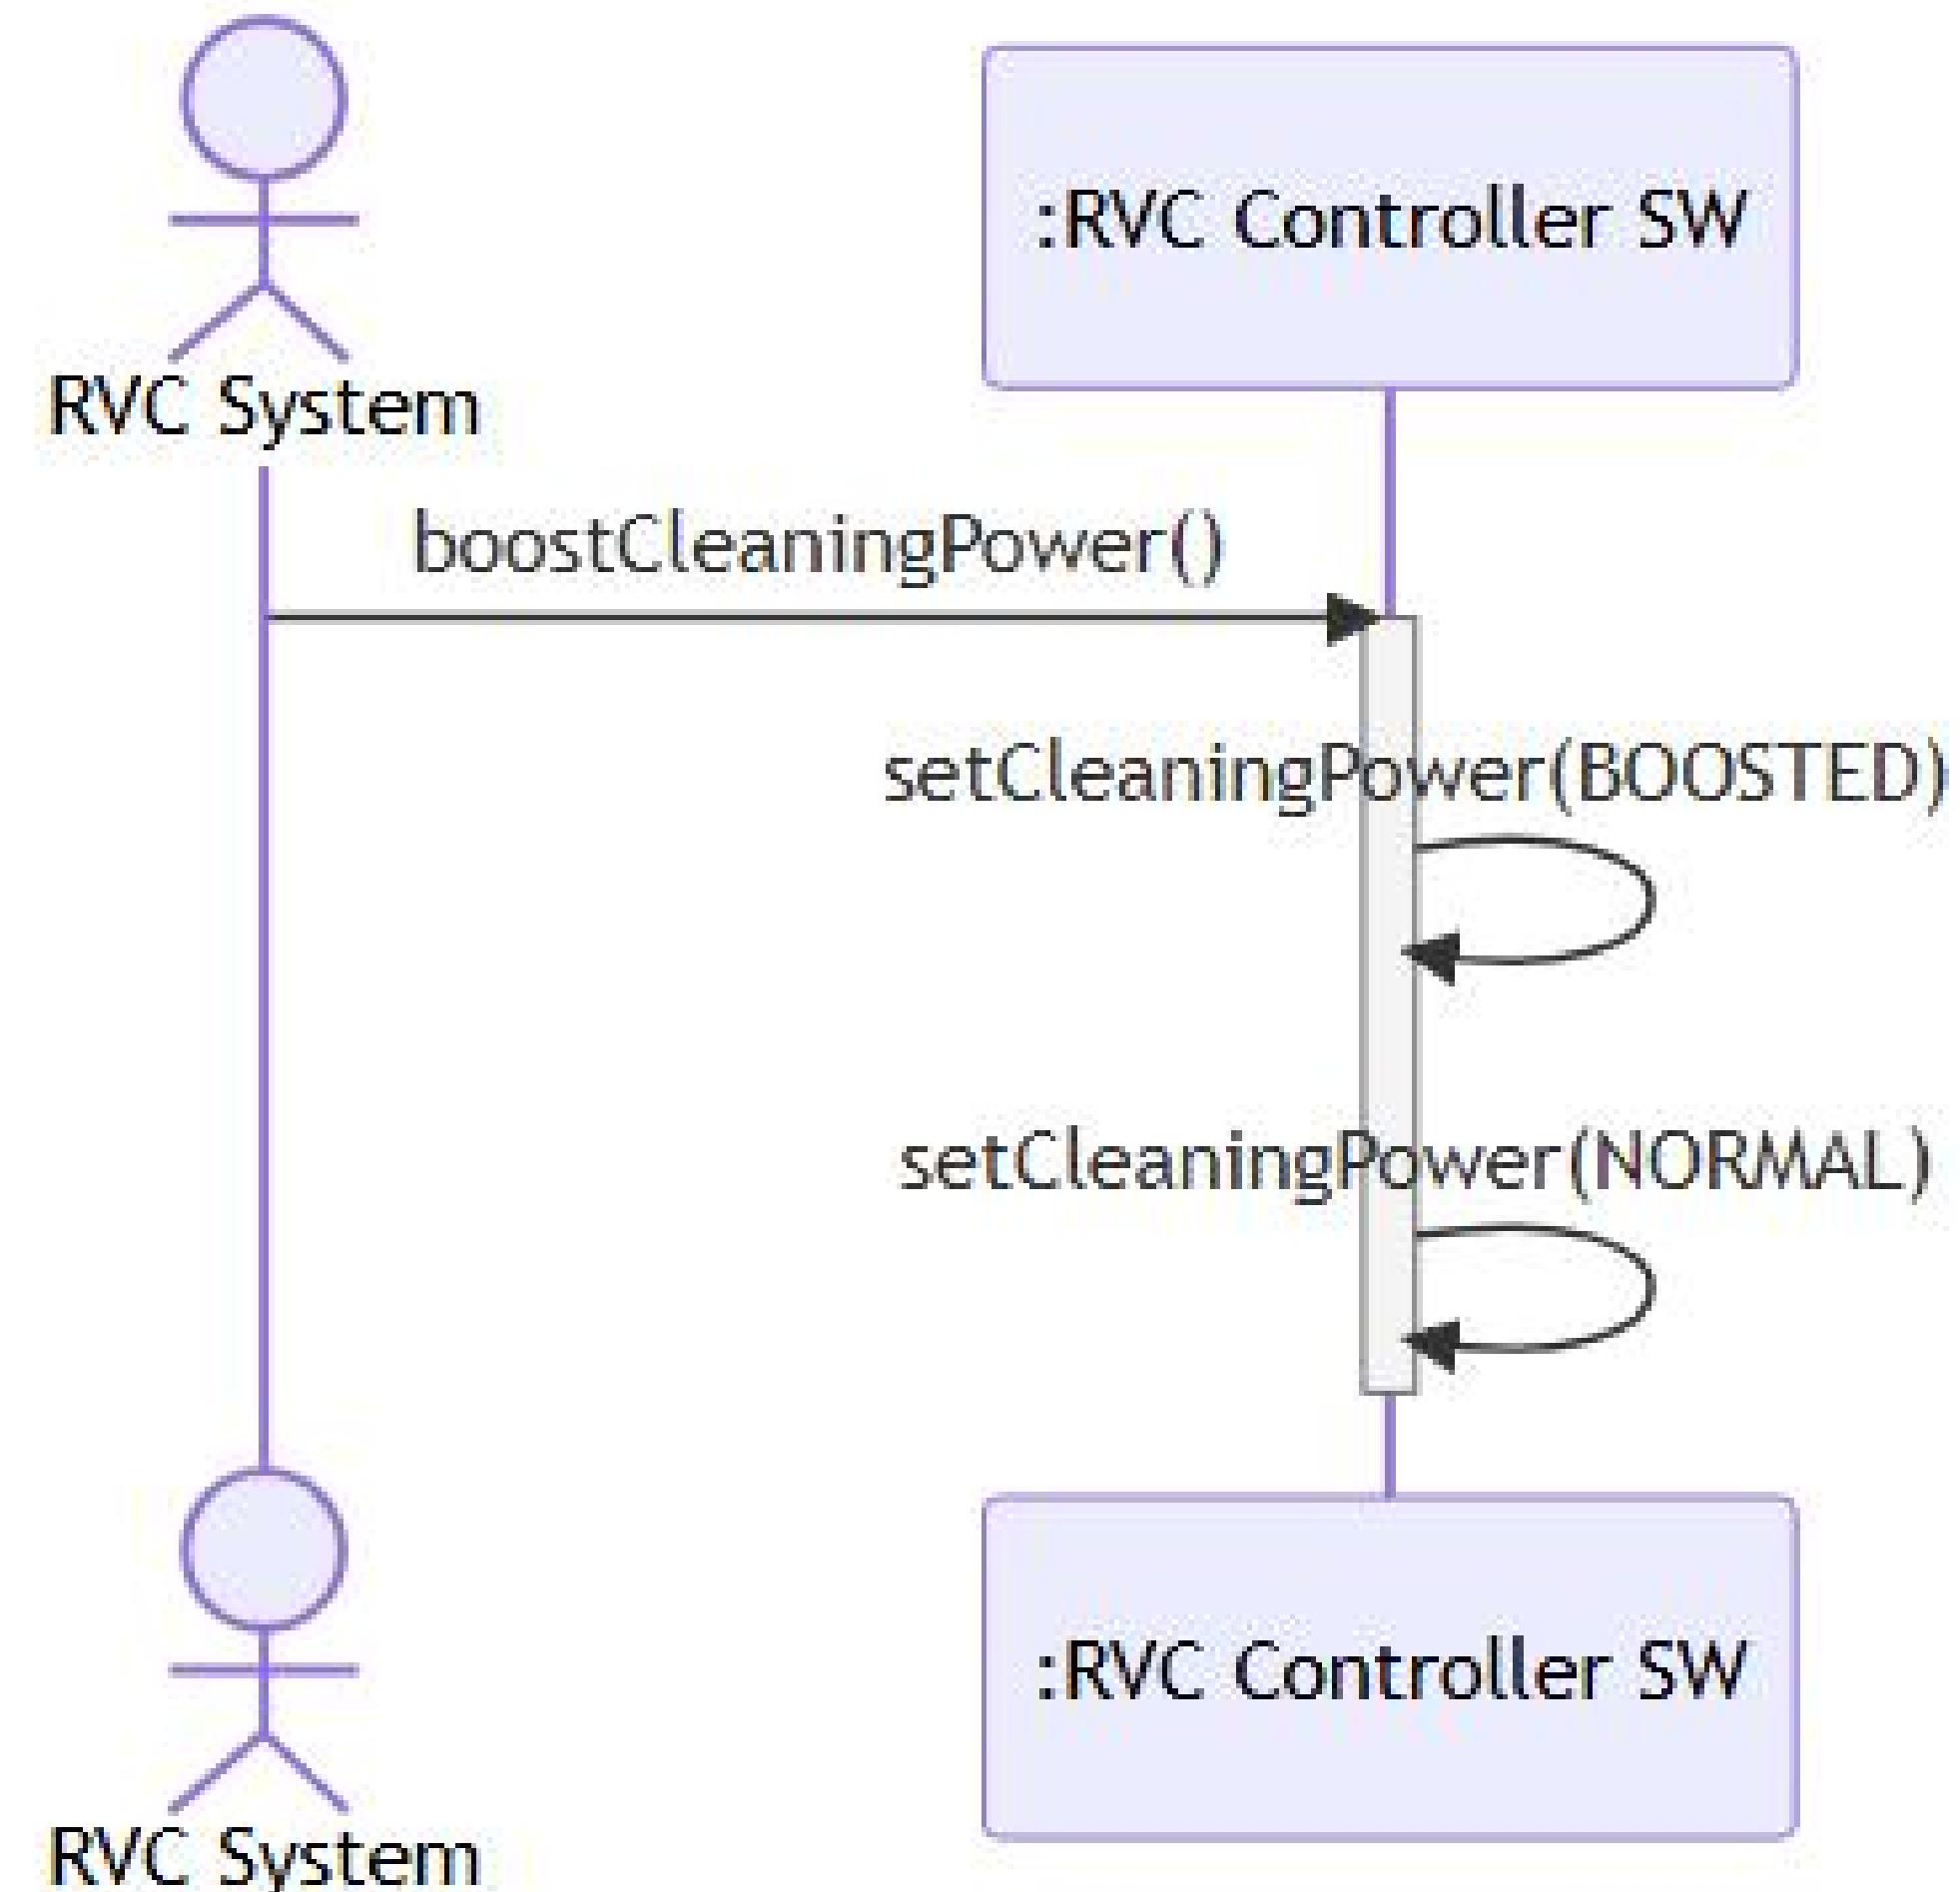 RVC System
:RVC Controller SW
boostCleaningPower()
setCleaningPower(BOOSTED)
setCleaningPower(NORMAL)
RVC System
:RVC Controller SW